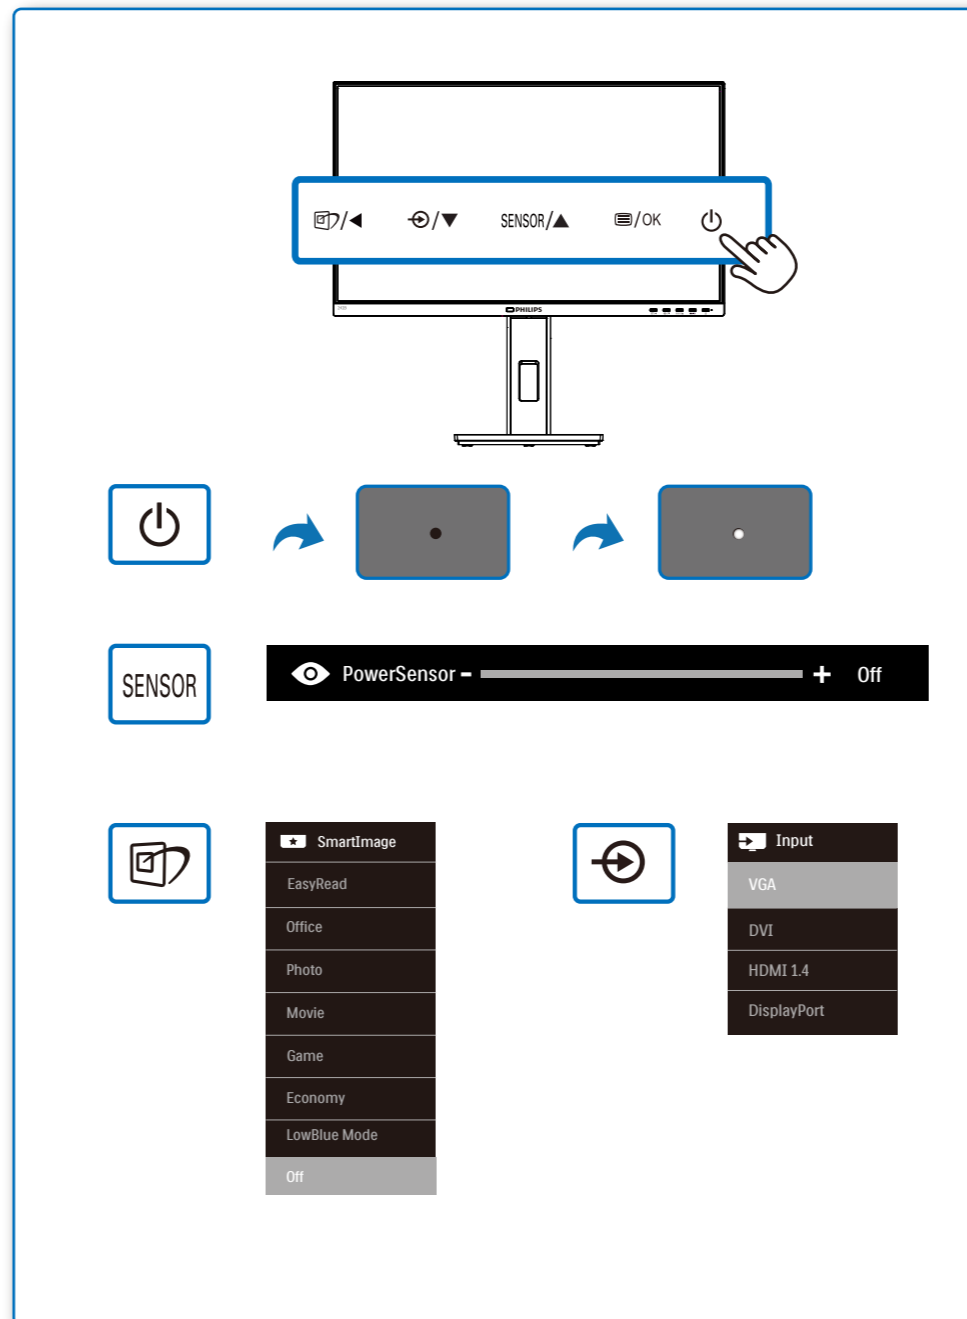 /◀ /▼ SENSOR/▲ /OK
PHILIPS
SENSOR
PowerSensor - + Off
SmartImage
EasyRead
Office
Photo
Movie
Game
Economy
LowBlue Mode
Off
Input
VGA
DVI
HDMI 1.4
DisplayPort